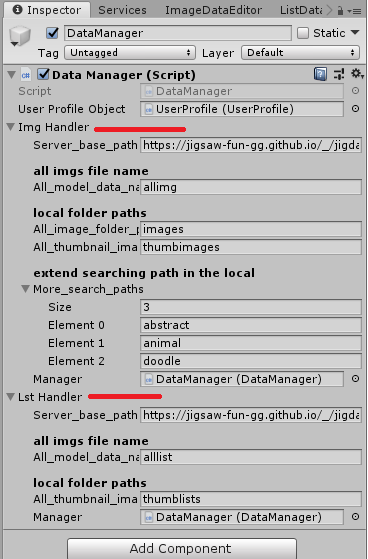 Inspector Services ImageDataEditor ListData
DataManager Static
Tag Untagged Layer Default
Data Manager (Script)
Script DataManager
User Profile Object UserProfile (UserProfile)
Img Handler
Server_base_path https://jigsaw-fun-gg.github.io/_/jigda
all imgs file name
All_model_data_na allimg
local folder paths
All_image_folder_p images
All_thumbnail_ima thumbimages
extend searching path in the local
More_search_paths
Size 3
Element 0 abstract
Element 1 animal
Element 2 doodle
Manager DataManager (DataManager)
Lst Handler
Server_base_path https://jigsaw-fun-gg.github.io/_/jigda
all imgs file name
All_model_data_na alllist
local folder paths
All_thumbnail_ima thumblists
Manager DataManager (DataManager)
Add Component